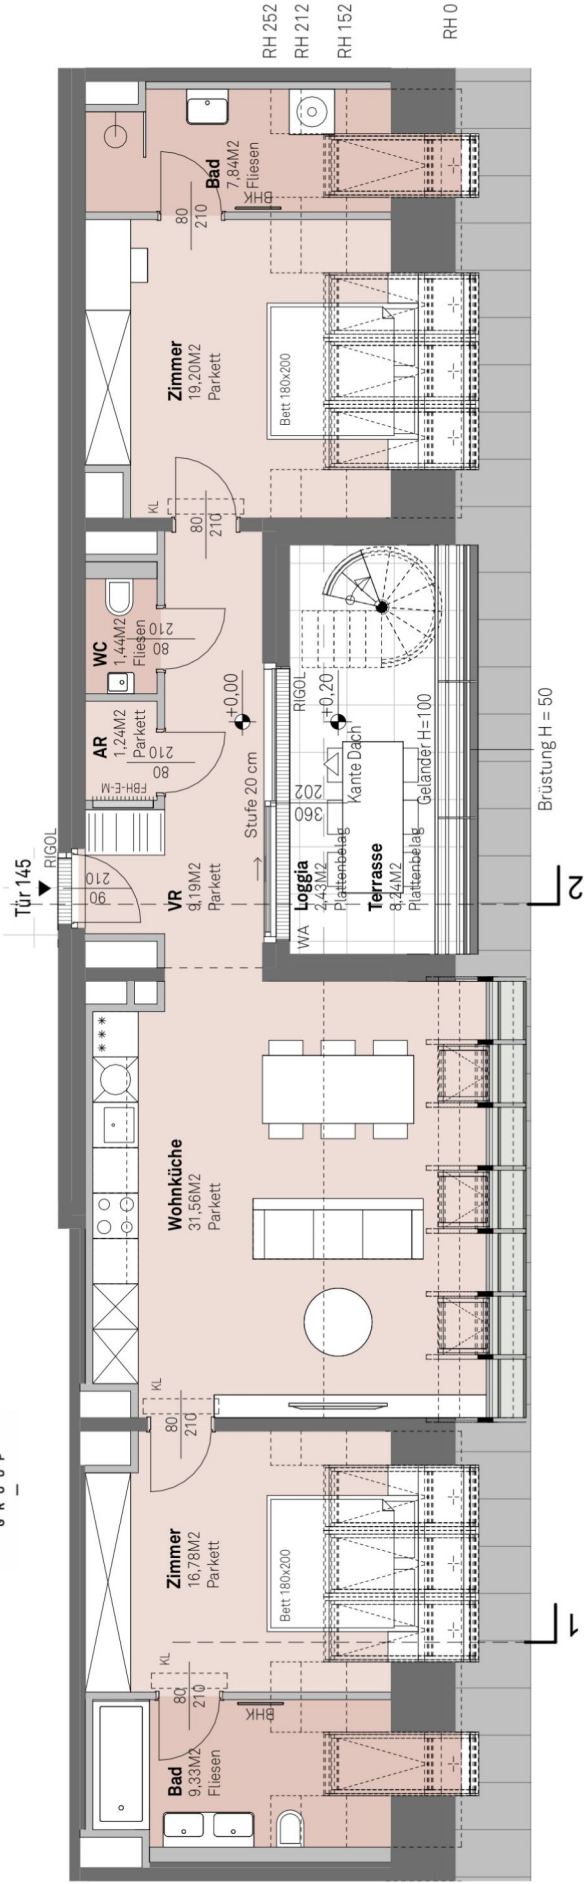 RH 252
RH 212
RH 152
RH 0
Bad
7,84M2
Fliesen
BHK
80
210
Zimmer
19,20M2
Parkett
Bett 180x200
KL
80
210
WC
1,44M2
Fliesen
80
210
AR
1,24M2
Parkett
80
210
FBH-E-M
+0,00
RIGOL
+0,20
Stufe 20 cm
360
202
Kante Dach
Geländer H=100
Brüstung H = 50
Tür 145
RIGOL
90
210
VR
9,19M2
Parkett
WA
Loggia
2,43M2
Plattenbelag
Terrrasse
8,24M2
Plattenbelag
2
***
Wohnküche
31,56M2
Parkett
KL
80
210
Zimmer
16,78M2
Parkett
Bett 180x200
1
KL
80
210
BHK
Bad
9,33M2
Fliesen